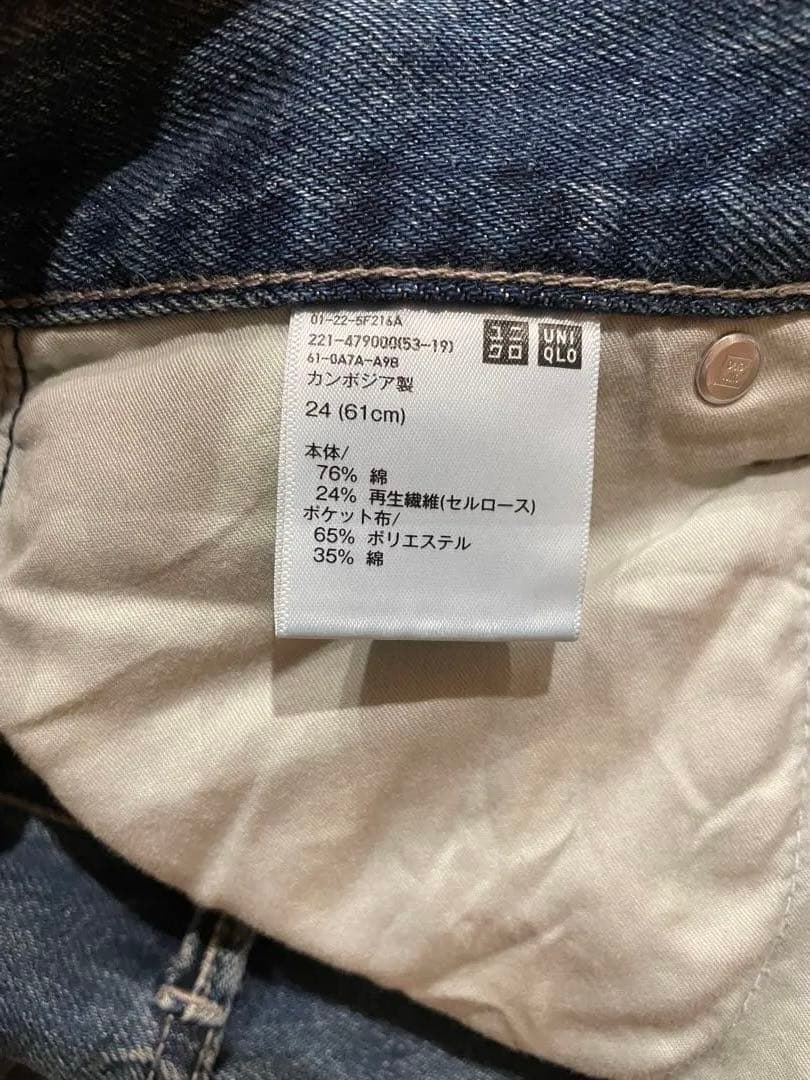 01-22-5F216A
221-479000(53-19)
61-0A7A-A9B
ユニ
クロ
UNI
QLO
カンボジア製
24 (61cm)
本体/
76% 綿
24% 再生繊維(セルロース)
ポケット布/
65% ポリエステル
35% 綿